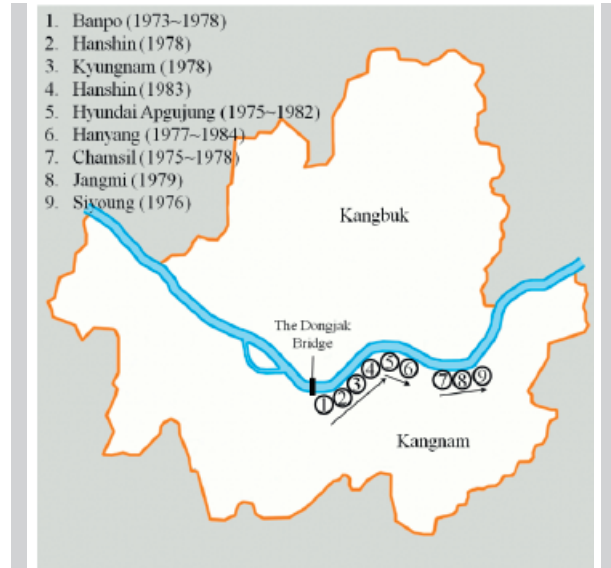 1. Banpo (1973~1978)
2. Hanshin (1978)
3. Kyungnam (1978)
4. Hanshin (1983)
5. Hyundai Apgujung (1975~1982)
6. Hanyang (1977~1984)
7. Chamsil (1975~1978)
8. Jangmi (1979)
9. Siyoung (1976)
Kangbuk
The Dongjak
Bridge
1 2 3 4 5 6 7 8 9
Kangnam